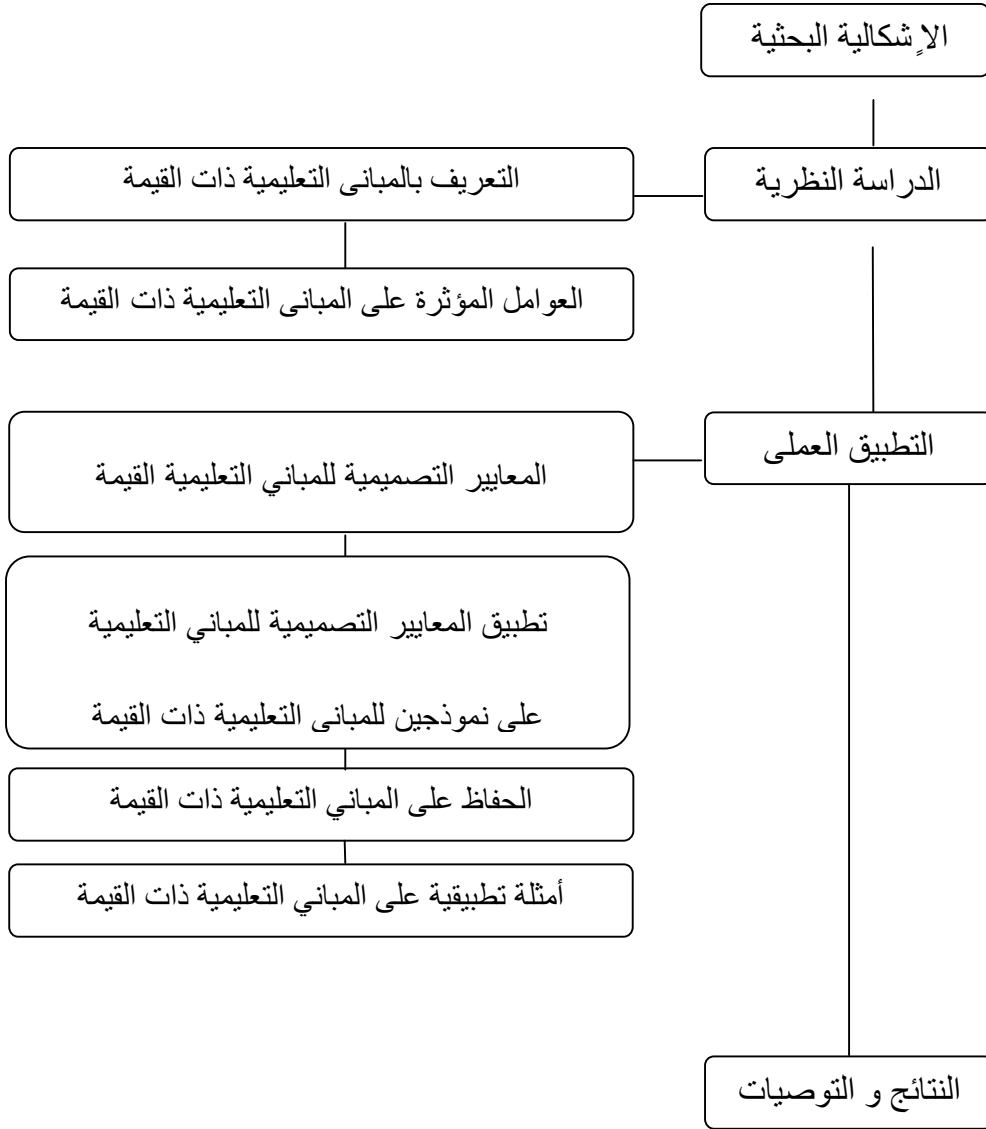 الإشكالية البحثية
الدراسة النظرية
التعريف بالمبانى التعليمية ذات القيمة
العوامل المؤثرة على المبانى التعليمية ذات القيمة
التطبيق العملى
المعايير التصميمية للمباني التعليمية القيمة
تطبيق المعايير التصميمية للمباني التعليمية
على نموذجين للمبانى التعليمية ذات القيمة
الحفاظ على المباني التعليمية ذات القيمة
أمثلة تطبيقية على المباني التعليمية ذات القيمة
النتائج و التوصيات